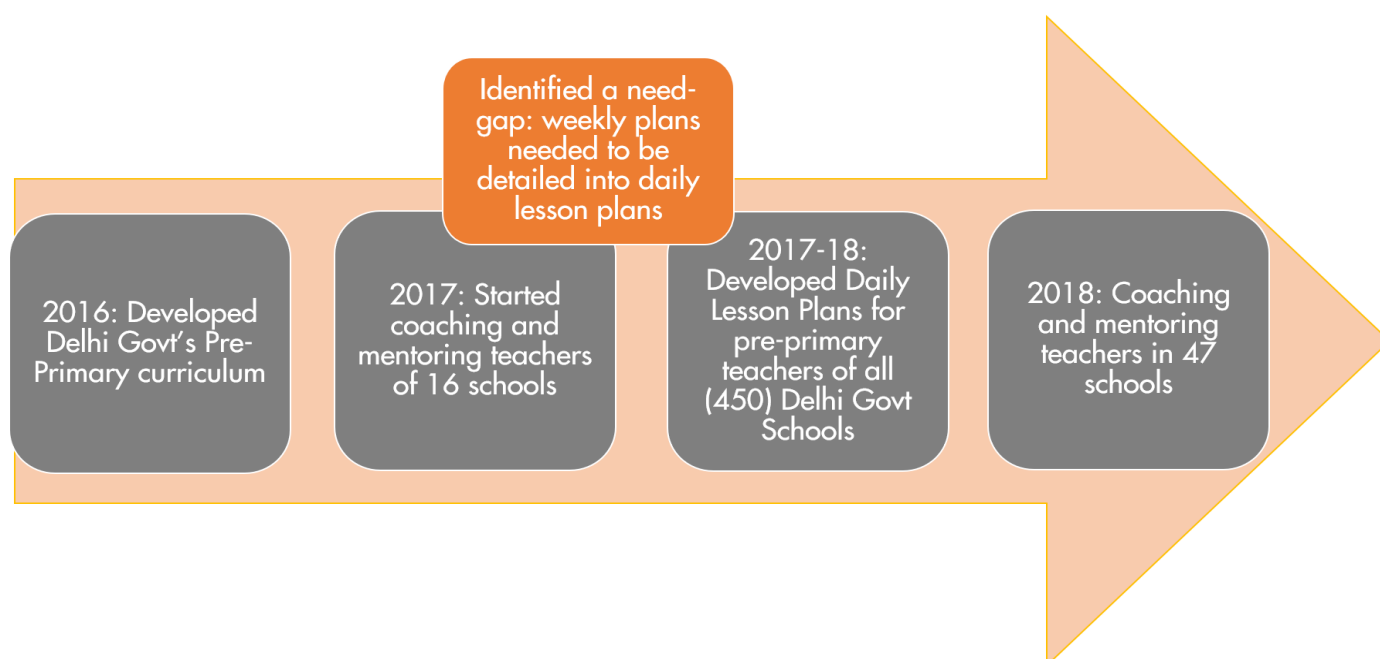 Identified a need-
gap: weekly plans
needed to be
detailed into daily
lesson plans
2016: Developed
Delhi Govt’s Pre-
Primary curriculum
2017: Started
coaching and
mentoring teachers
of 16 schools
2017-18:
Developed Daily
Lesson Plans for
pre-primary
teachers of all
(450) Delhi Govt
Schools
2018: Coaching
and mentoring
teachers in 47
schools